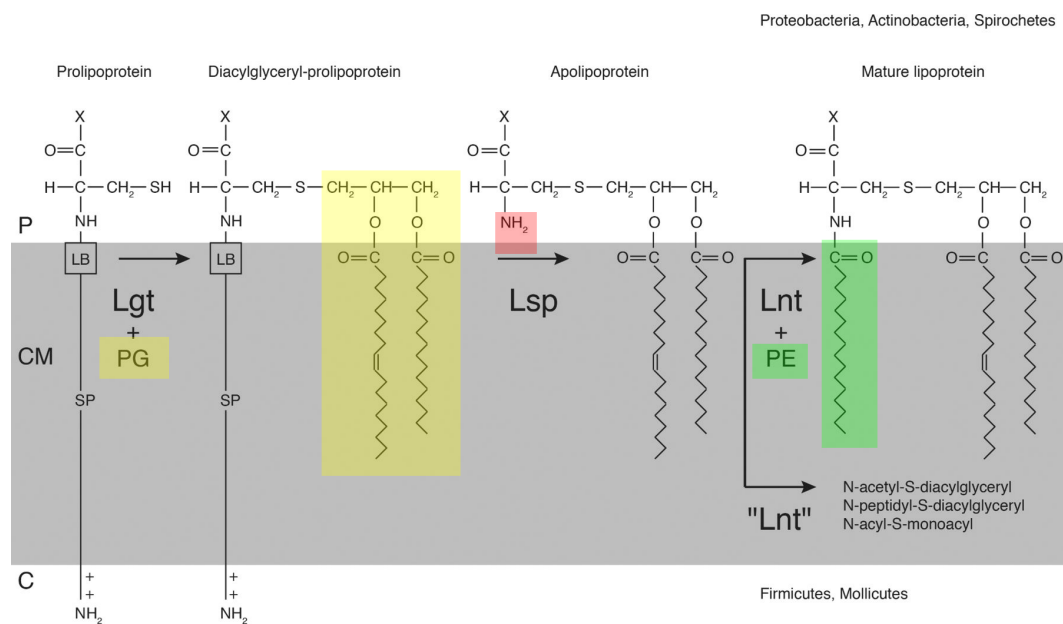 Proteobacteria, Actinobacteria, Spirochetes
Prolipoprotein
Diacylglyceryl-prolipoprotein
Apolipoprotein
Mature lipoprotein
X X X X
O=C O=C O=C O=C
H C CH2 SH
H C CH2 S CH2 CH CH2
H C CH2 S CH2 CH CH2
H C CH2 S CH2 CH CH2
P NH NH O O NH2 O O NH O O
LB LB O=C C=O O=C C=O C=O O=C C=O
Lgt
+
PG
Lsp
Lnt
+
PE
CM
SP SP
"Lnt"
N-acetyl-S-diacylglyceryl
N-peptidyl-S-diacylglyceryl
N-acyl-S-monoacyl
C
+ +
+ +
NH2 NH2
Firmicutes, Mollicutes